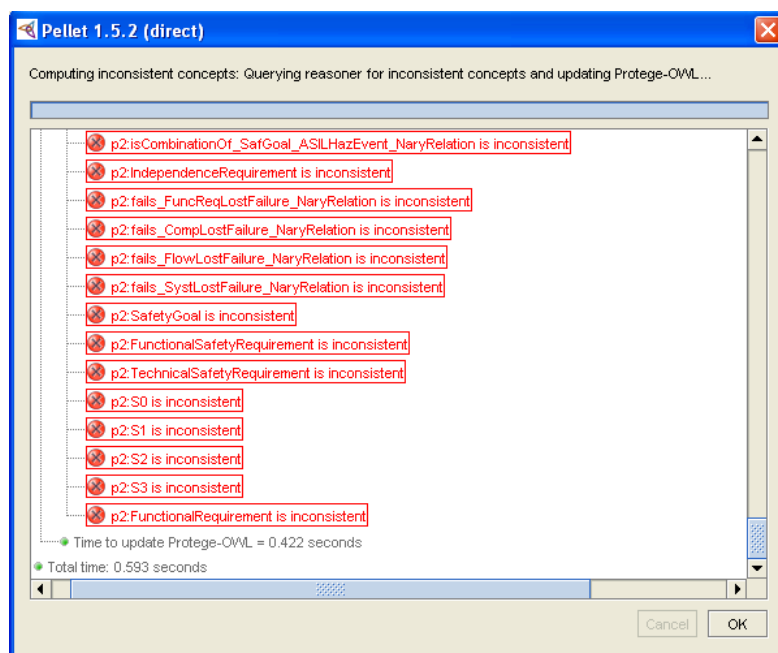 Pellet 1.5.2 (direct)
Computing inconsistent concepts: Querying reasoner for inconsistent concepts and updating Protege-OWL...
p2:isCombinationOf_SafGoal_ASILHazEvent_NaryRelation is inconsistent
p2:IndependenceRequirement is inconsistent
p2:fails_FuncReqLostFailure_NaryRelation is inconsistent
p2:fails_CompLostFailure_NaryRelation is inconsistent
p2:fails_FlowLostFailure_NaryRelation is inconsistent
p2:fails_SystLostFailure_NaryRelation is inconsistent
p2:SafetyGoal is inconsistent
p2:FunctionalSafetyRequirement is inconsistent
p2:TechnicalSafetyRequirement is inconsistent
p2:S0 is inconsistent
p2:S1 is inconsistent
p2:S2 is inconsistent
p2:S3 is inconsistent
p2:FunctionalRequirement is inconsistent
Time to update Protege-OWL = 0.422 seconds
Total time: 0.593 seconds
Cancel OK